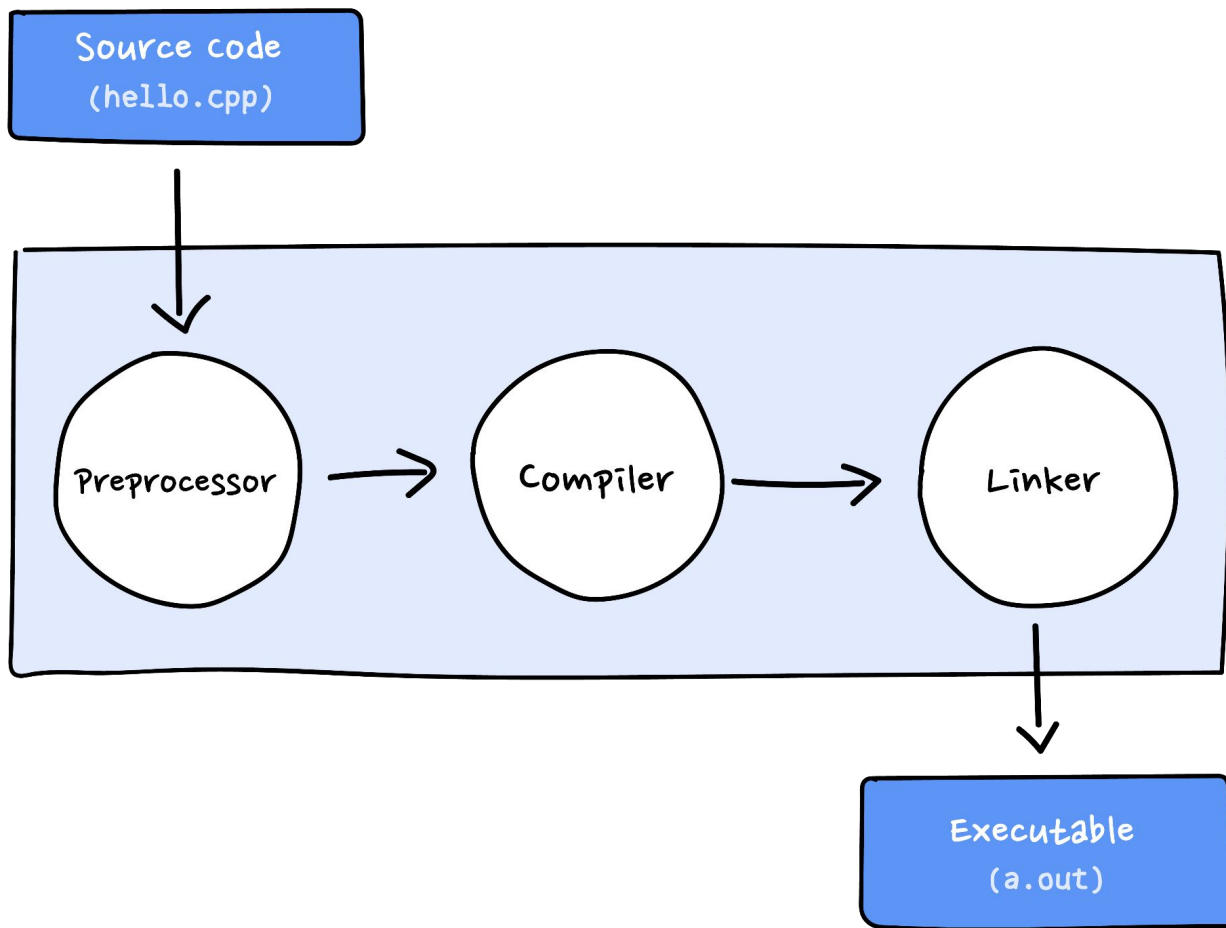 Source code
(hello.cpp)
Preprocessor
Compiler
Linker
Executable
(a.out)